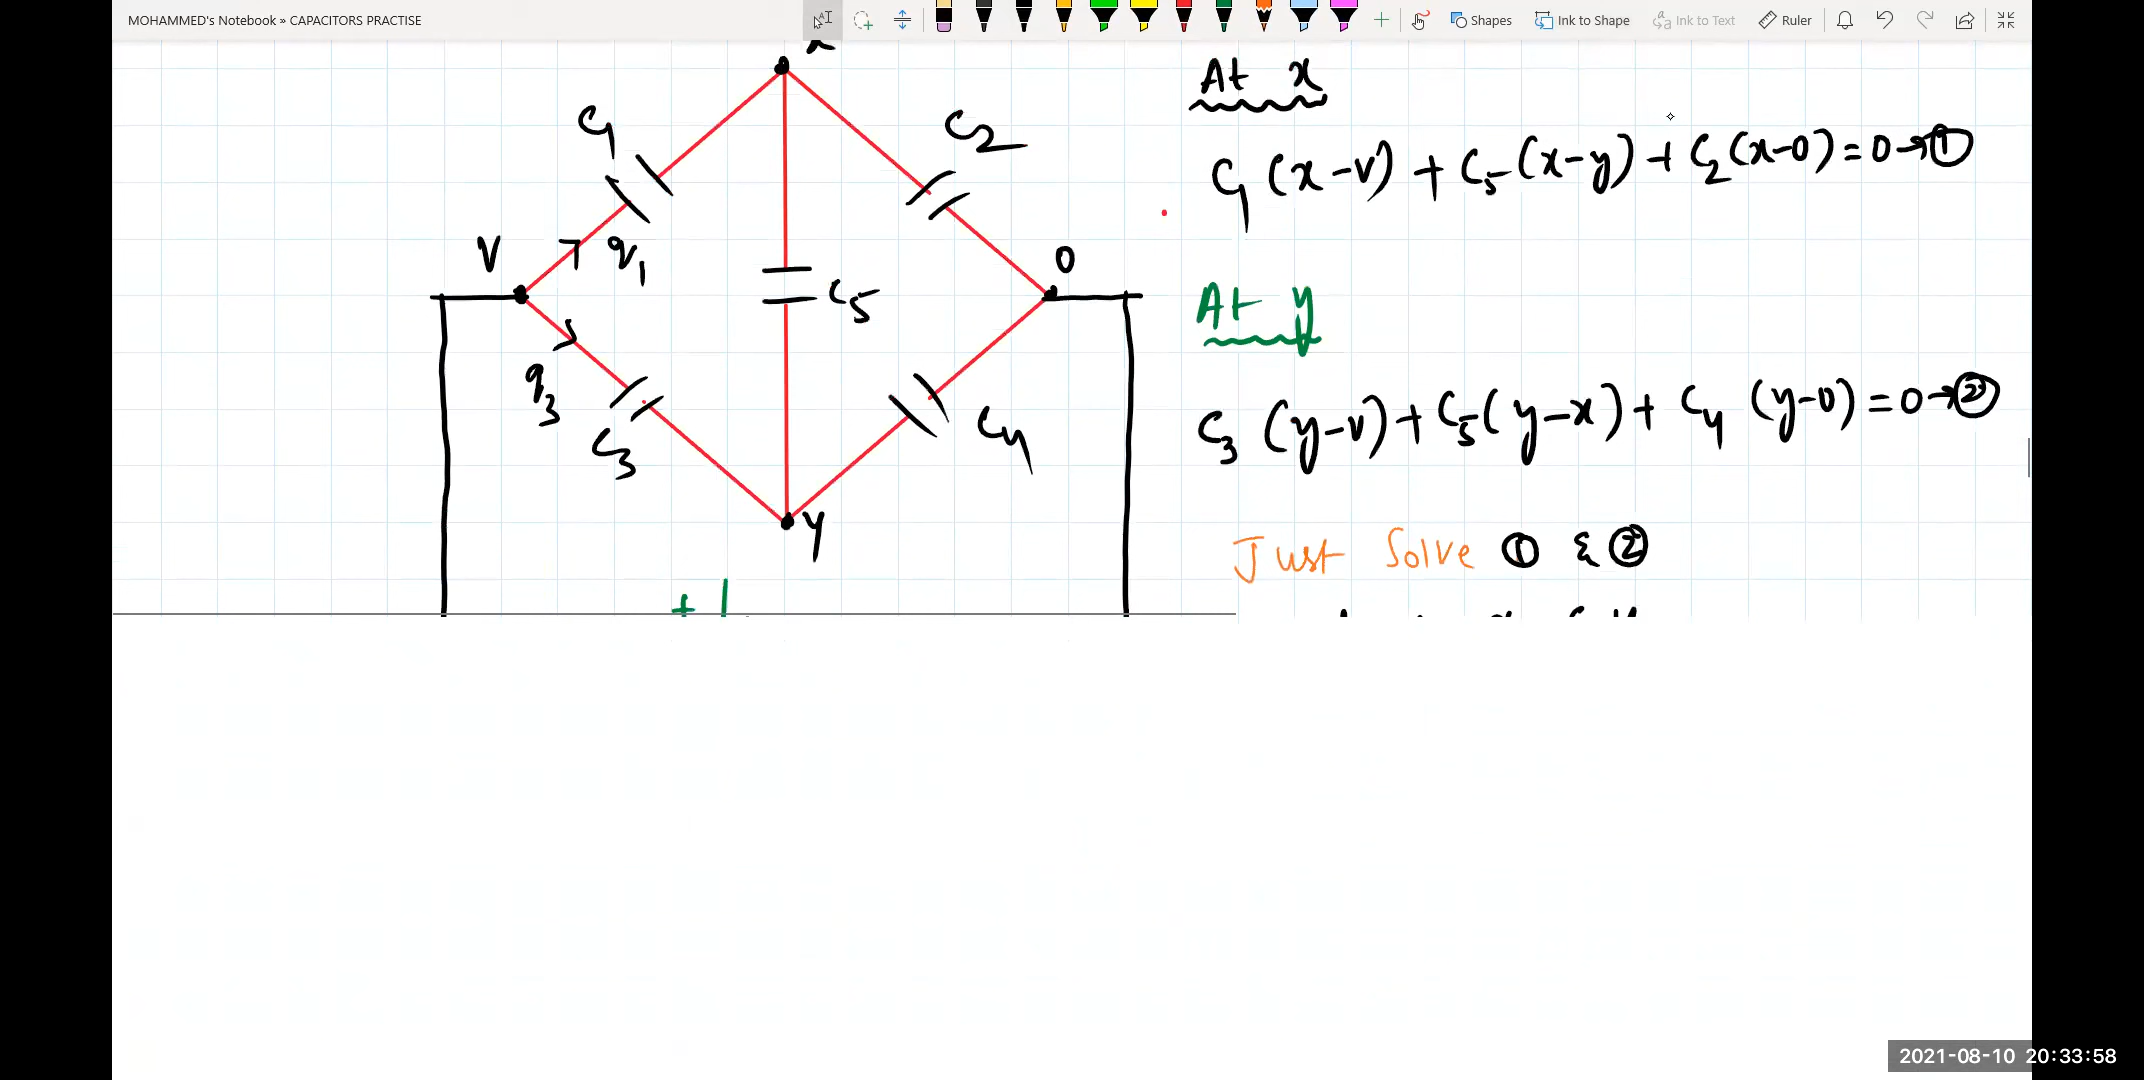 MOHAMMED's Notebook » CAPACITORS PRACTISE
Shapes Ink to Shape Ink to Text Ruler
x
At x
C1 (x-V) + C5 (x-y) + C2 (x-0) = 0 → ①
C1
C2
V
q1
C5
0
At y
q3
C3
C4
C3 (y-V) + C5 (y-x) + C4 (y-0) = 0 → ②
y
Just Solve ① & ②
+
2021-08-10 20:33:58